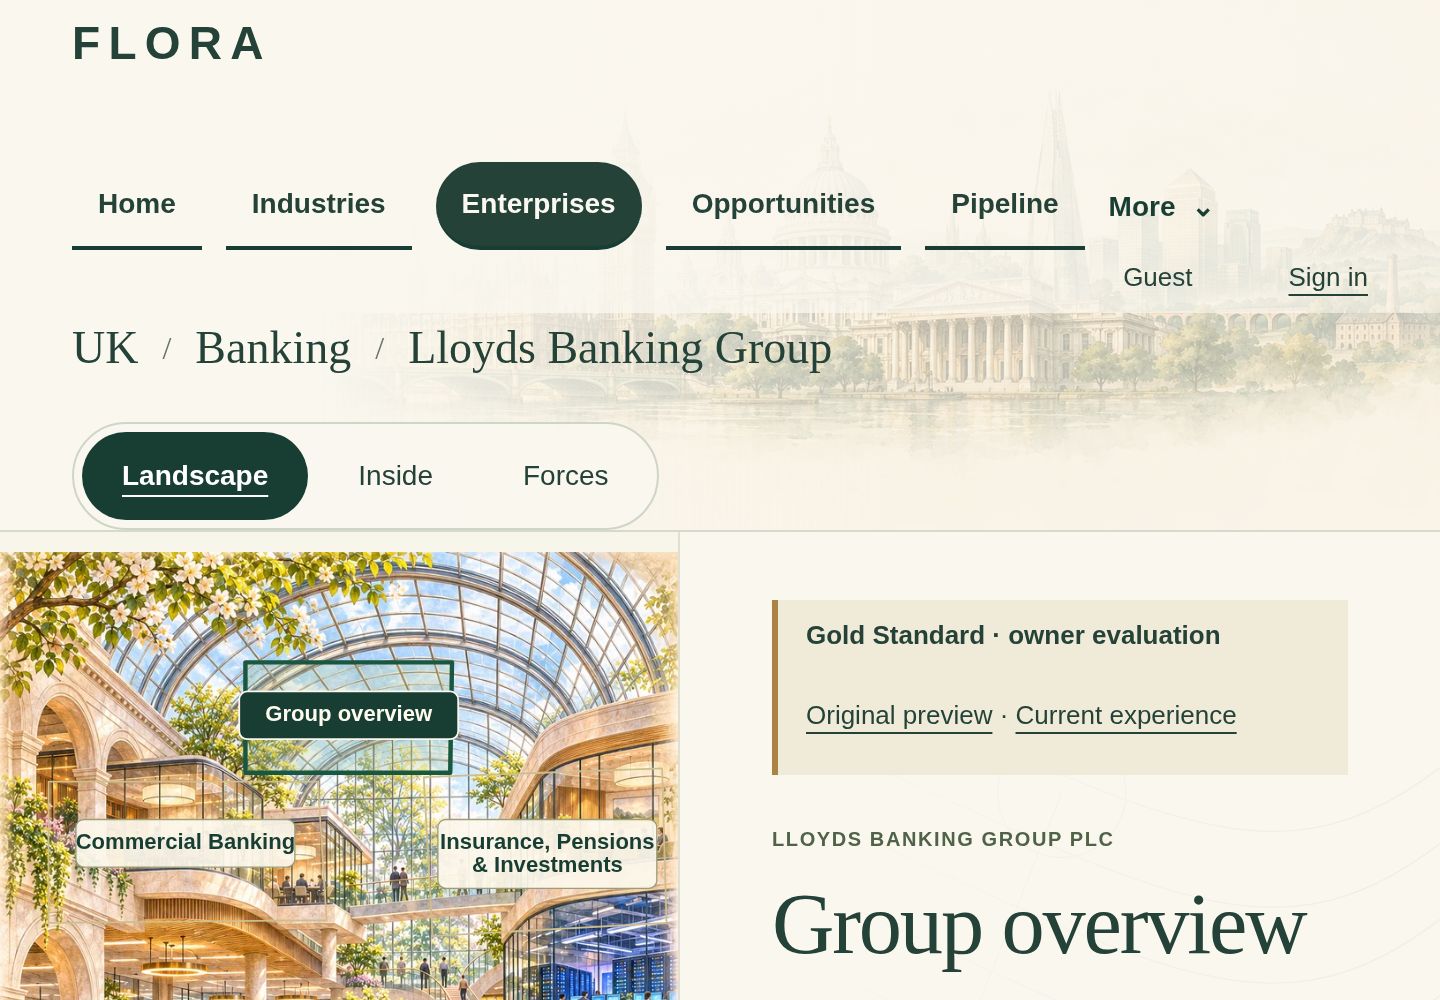 FLORA
Home Industries Enterprises Opportunities Pipeline More
Guest Sign in
UK / Banking / Lloyds Banking Group
Landscape Inside Forces
Group overview
Commercial Banking
Insurance, Pensions
& Investments
Gold Standard · owner evaluation
Original preview · Current experience
LLOYDS BANKING GROUP PLC
Group overview